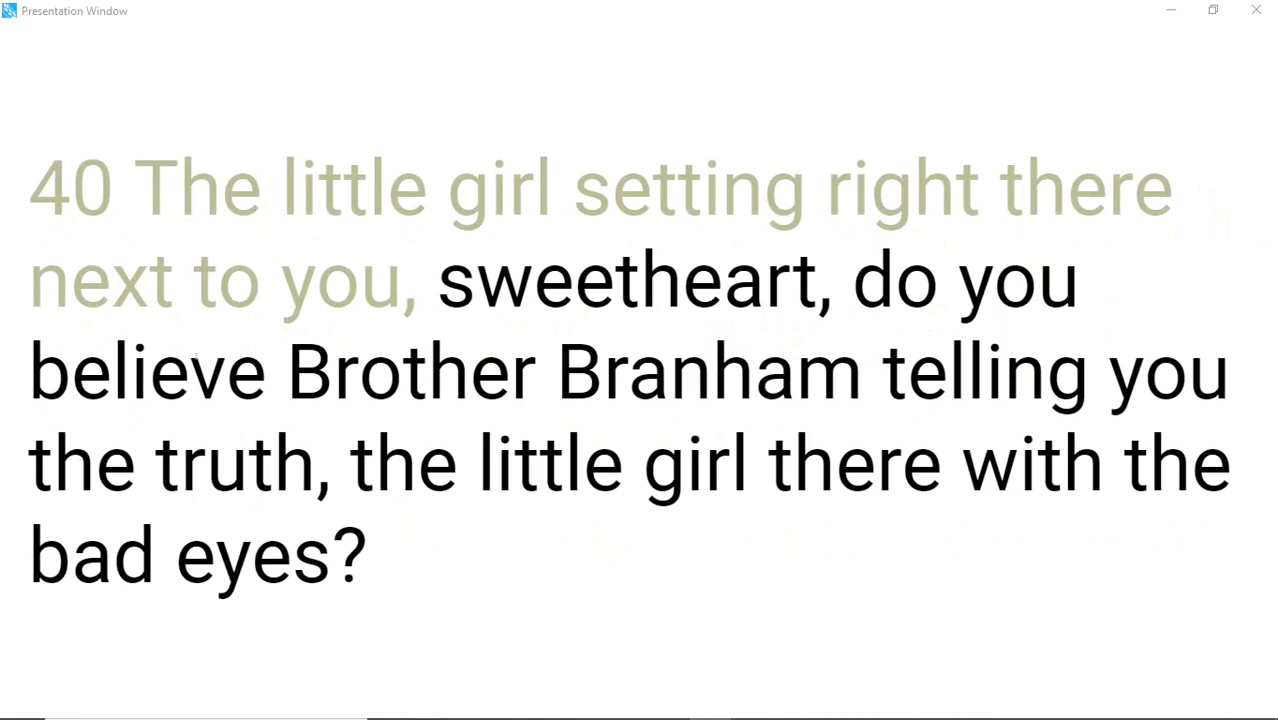 Presentation Window
40 The little girl setting right there
next to you, sweetheart, do you
believe Brother Branham telling you
the truth, the little girl there with the
bad eyes?